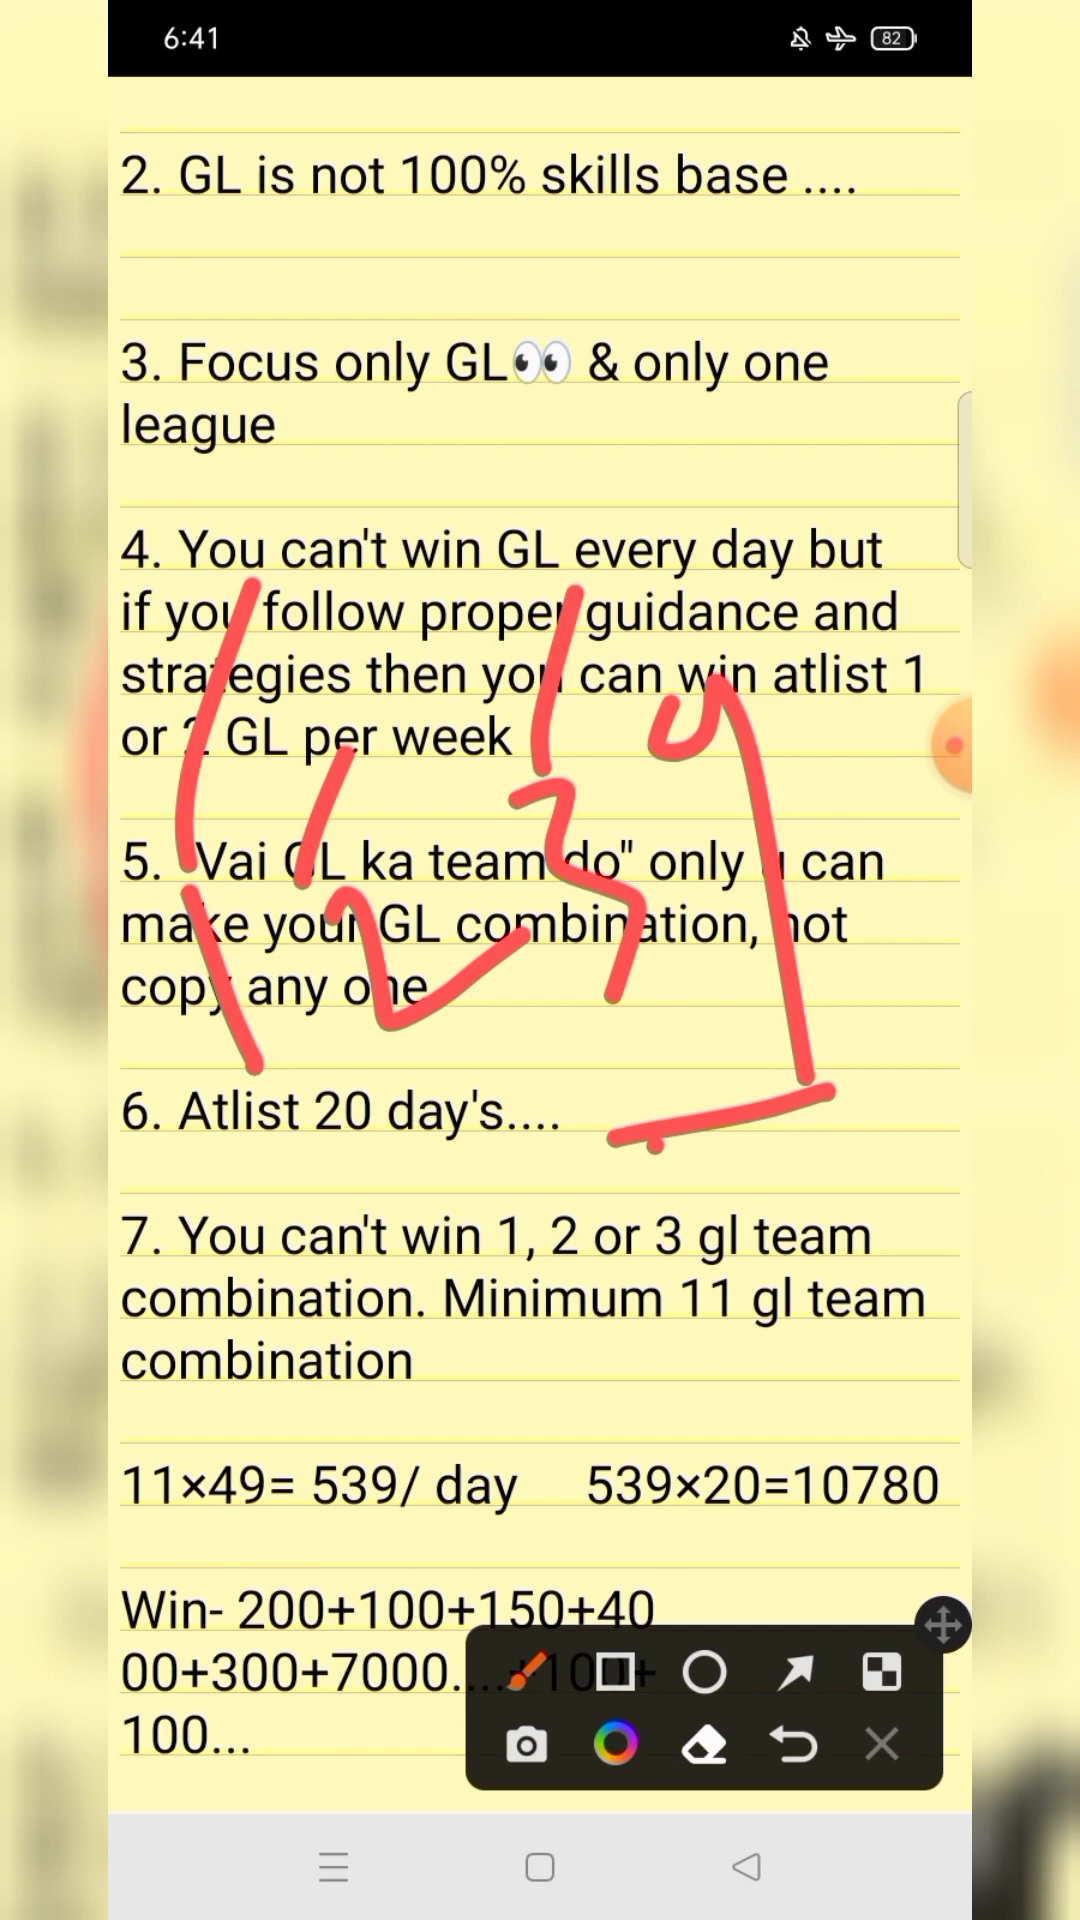 6:41
82
2. GL is not 100% skills base ....
3. Focus only GL👀 & only one
league
4. You can't win GL every day but
if you follow proper guidance and
strategies then you can win atlist 1
or 2 GL per week
5. "Vai GL ka team do" only u can
make your GL combination, not
copy any one
6. Atlist 20 day's....
7. You can't win 1, 2 or 3 gl team
combination. Minimum 11 gl team
combination
11×49= 539/ day 539×20=10780
Win- 200+100+150+40
00+300+7000....+100+
100...